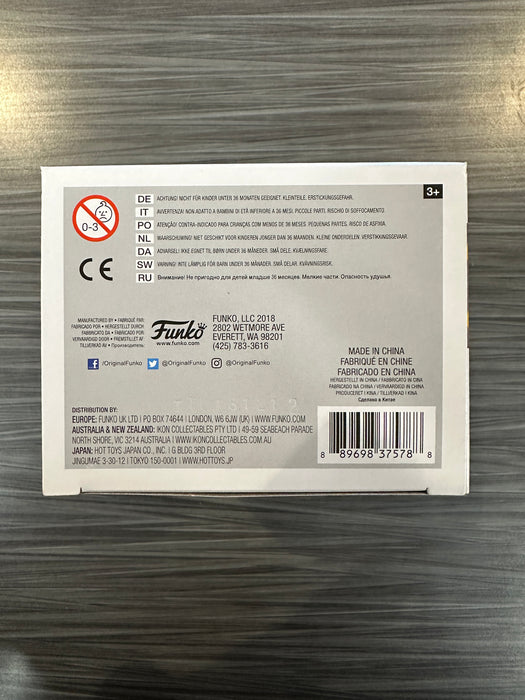 3+
0-3
DE ACHTUNG! NICHT FÜR KINDER UNTER 36 MONATEN GEEIGNET. KLEINTEILE. ERSTICKUNGSGEFAHR.
IT AVVERTENZA! NON ADATTO A BAMBINI DI ETÀ INFERIORE A 36 MESI. PICCOLE PARTI. RISCHIO DI SOFFOCAMENTO.
PO ATENÇÃO! CONTRA-INDICADO PARA CRIANÇAS COM MENOS DE 36 MESES. PEQUENAS PARTES. RISCO DE ASFIXIA.
NL WAARSCHUWING! NIET GESCHIKT VOOR KINDEREN JONGER DAN 36 MAANDEN. KLEINE ONDERDELEN. VERSTIKKINGSGEVAAR.
DA ADVARSEL! IKKE EGNET TIL BØRN UNDER 36 MÅNEDER. SMÅ DELE. KVÆLNINGSFARE.
SW VARNING! INTE LÄMPLIG FÖR BARN UNDER 36 MÅNADER. SMÅ DELAR. KVÄVNINGSRISK.
RU Внимание! Не пригодно для детей младше 36 месяцев. Мелкие части. Опасность удушья.
CE
MANUFACTURED BY • FABRIQUÉ PAR:
FABRICADO POR • HERGESTELLT DURCH
FABBRICATO DA • FABRICADO POR
VERVAARDIGD DOOR • FREMSTILLET AF
TILLVERKAD AV • Производитель:
Funko
www.funko.com
FUNKO, LLC 2018
2802 WETMORE AVE
EVERETT, WA 98201
(425) 783-3616
/OriginalFunko @OriginalFunko @OriginalFunko
MADE IN CHINA
FABRIQUÉ EN CHINE
FABRICADO EN CHINA
HERGESTELLT IN CHINA / FABBRICATO IN CINA
FABRICADO NA CHINA / VERVAARDIGD IN CHINA
PRODUCERET I KINA / TILLVERKAD I KINA
Сделано в Китае
DISTRIBUTION BY:
EUROPE: FUNKO UK LTD | PO BOX 74644 | LONDON, W6 6JW (UK) | WWW.FUNKO.COM
AUSTRALIA & NEW ZEALAND: IKON COLLECTABLES PTY LTD | 49-59 SEABEACH PARADE
NORTH SHORE, VIC 3214 AUSTRALIA | WWW.IKONCOLLECTABLES.COM.AU
JAPAN: HOT TOYS JAPAN CO., INC. | G BLDG 3RD FLOOR
JINGUMAE 3-30-12 | TOKYO 150-0001 | WWW.HOTTOYS.JP
8 89698 37578 8